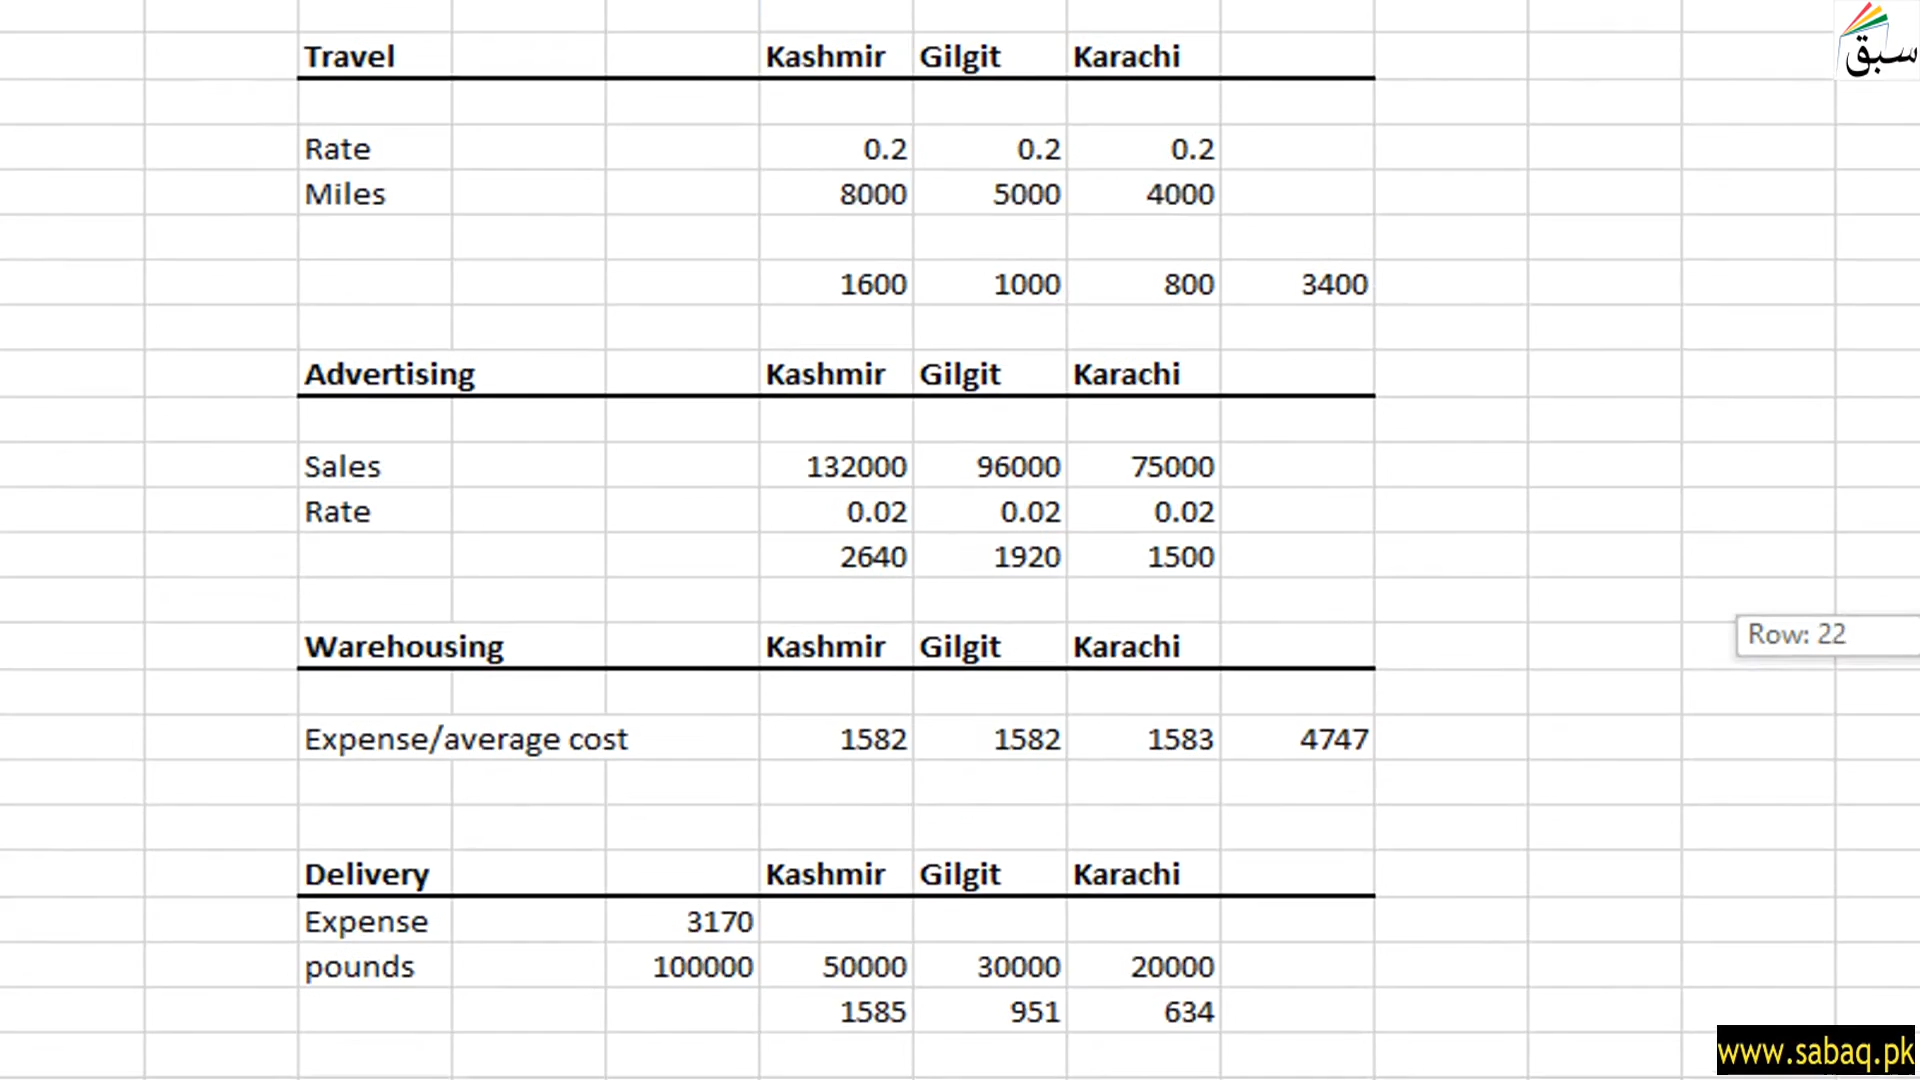 سبق
Travel Kashmir Gilgit Karachi
Rate 0.2 0.2 0.2
Miles 8000 5000 4000
1600 1000 800 3400
Advertising Kashmir Gilgit Karachi
Sales 132000 96000 75000
Rate 0.02 0.02 0.02
2640 1920 1500
Warehousing Kashmir Gilgit Karachi
Row: 22
Expense/average cost 1582 1582 1583 4747
Delivery Kashmir Gilgit Karachi
Expense 3170
pounds 100000 50000 30000 20000
1585 951 634
www.sabaq.pk